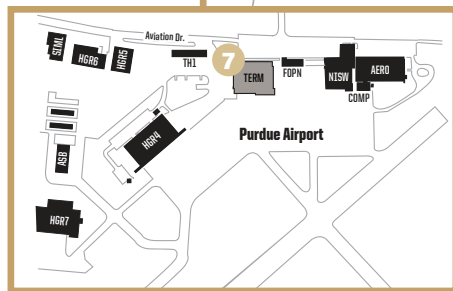 Aviation Dr.
SIML
HGR6
HGR5
TH1
7
TERM
FOPN
NISW
AERO
COMP
Purdue Airport
HGR4
ASB
HGR7